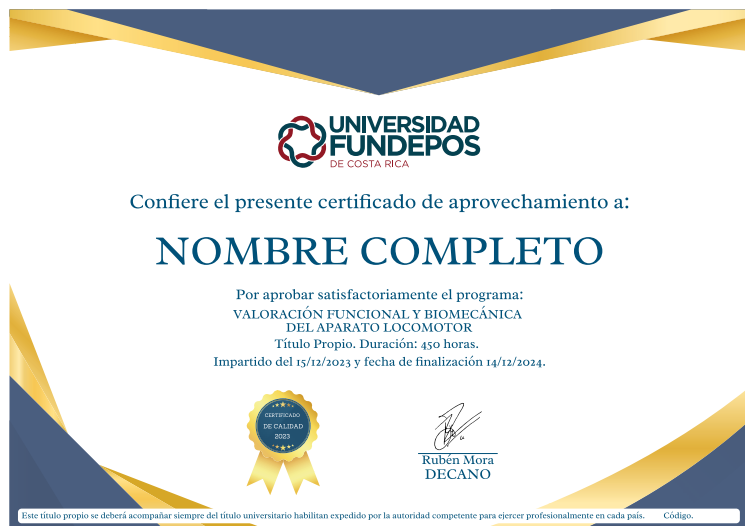 UNIVERSIDAD
FUNDEPOS
DE COSTA RICA
Confiere el presente certificado de aprovechamiento a:
NOMBRE COMPLETO
Por aprobar satisfactoriamente el programa:
VALORACIÓN FUNCIONAL Y BIOMECÁNICA
DEL APARATO LOCOMOTOR
Título Propio. Duración: 450 horas.
Impartido del 15/12/2023 y fecha de finalización 14/12/2024.
CERTIFICADO
DE CALIDAD
2023
Rubén Mora
DECANO
Este título propio se deberá acompañar siempre del título universitario habilitan expedido por la autoridad competente para ejercer profesionalmente en cada país. Código.